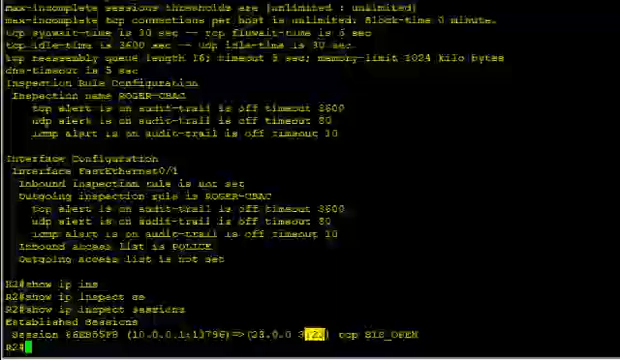 max-incomplete sessions thresholds are [unlimited : unlimited]
max-incomplete tcp connections per host is unlimited. Block-time 0 minute.
tcp synwait-time is 30 sec -- tcp finwait-time is 5 sec
tcp idle-time is 3600 sec -- udp idle-time is 30 sec
tcp reassembly queue length 16; timeout 5 sec; memory-limit 1024 kilo bytes
dns-timeout is 5 sec
Inspection Rule Configuration
Inspection name ROGER-CBAC
tcp alert is on audit-trail is off timeout 3600
udp alert is on audit-trail is off timeout 30
icmp alert is on audit-trail is off timeout 10
Interface Configuration
Interface FastEthernet0/1
Inbound inspection rule is not set
Outgoing inspection rule is ROGER-CBAC
tcp alert is on audit-trail is off timeout 3600
udp alert is on audit-trail is off timeout 30
icmp alert is on audit-trail is off timeout 10
Inbound access list is POLICE
Outgoing access list is not set
R2#show ip ins
R2#show ip inspect se
R2#show ip inspect sessions
Established Sessions
Session (10.0.0.1:13796)=>(23.0.0 tcp SIS_OPEN
R2#